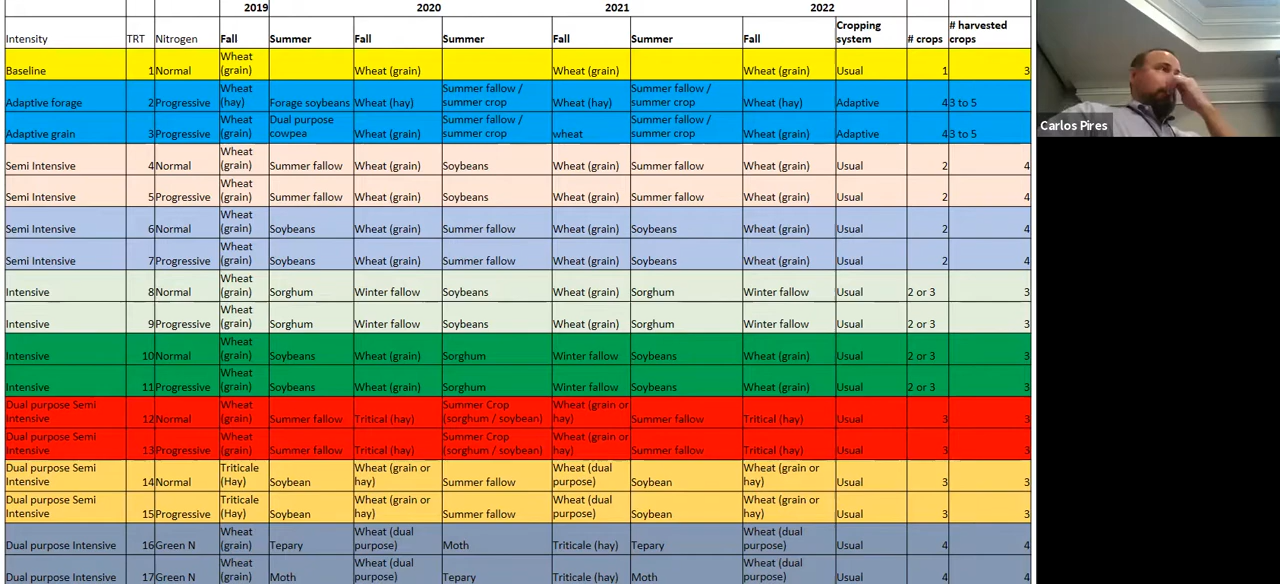 2019 2020 2021 2022
Intensity TRT Nitrogen Fall Summer Fall Summer Fall Summer Fall Cropping system # crops # harvested crops
Baseline 1 Normal Wheat (grain) Wheat (grain) Wheat (grain) Wheat (grain) Usual 1 3
Adaptive forage 2 Progressive Wheat (hay) Forage soybeans Wheat (hay) Summer fallow / summer crop Wheat (hay) Summer fallow / summer crop Wheat (hay) Adaptive 4 3 to 5
Adaptive grain 3 Progressive Wheat (grain) Dual purpose cowpea Wheat (grain) Summer fallow / summer crop wheat Summer fallow / summer crop Wheat (grain) Adaptive 4 3 to 5
Semi Intensive 4 Normal Wheat (grain) Summer fallow Wheat (grain) Soybeans Wheat (grain) Summer fallow Wheat (grain) Usual 2 4
Semi Intensive 5 Progressive Wheat (grain) Summer fallow Wheat (grain) Soybeans Wheat (grain) Summer fallow Wheat (grain) Usual 2 4
Semi Intensive 6 Normal Wheat (grain) Soybeans Wheat (grain) Summer fallow Wheat (grain) Soybeans Wheat (grain) Usual 2 4
Semi Intensive 7 Progressive Wheat (grain) Soybeans Wheat (grain) Summer fallow Wheat (grain) Soybeans Wheat (grain) Usual 2 4
Intensive 8 Normal Wheat (grain) Sorghum Winter fallow Soybeans Wheat (grain) Sorghum Winter fallow Usual 2 or 3 3
Intensive 9 Progressive Wheat (grain) Sorghum Winter fallow Soybeans Wheat (grain) Sorghum Winter fallow Usual 2 or 3 3
Intensive 10 Normal Wheat (grain) Soybeans Wheat (grain) Sorghum Winter fallow Soybeans Wheat (grain) Usual 2 or 3 3
Intensive 11 Progressive Wheat (grain) Soybeans Wheat (grain) Sorghum Winter fallow Soybeans Wheat (grain) Usual 2 or 3 3
Dual purpose Semi Intensive 12 Normal Wheat (grain) Summer fallow Tritical (hay) Summer Crop (sorghum / soybean) Wheat (grain or hay) Summer fallow Tritical (hay) Usual 3 3
Dual purpose Semi Intensive 13 Progressive Wheat (grain) Summer fallow Tritical (hay) Summer Crop (sorghum / soybean) Wheat (grain or hay) Summer fallow Tritical (hay) Usual 3 3
Dual purpose Semi Intensive 14 Normal Triticale (Hay) Soybean Wheat (grain or hay) Summer fallow Wheat (dual purpose) Soybean Wheat (grain or hay) Usual 3 3
Dual purpose Semi Intensive 15 Progressive Triticale (Hay) Soybean Wheat (grain or hay) Summer fallow Wheat (dual purpose) Soybean Wheat (grain or hay) Usual 3 3
Dual purpose Intensive 16 Green N Wheat (grain) Tepary Wheat (dual purpose) Moth Triticale (hay) Tepary Wheat (dual purpose) Usual 4 4
Dual purpose Intensive 17 Green N Wheat (grain) Moth Wheat (dual purpose) Tepary Triticale (hay) Moth Wheat (dual purpose) Usual 4 4
Carlos Pires